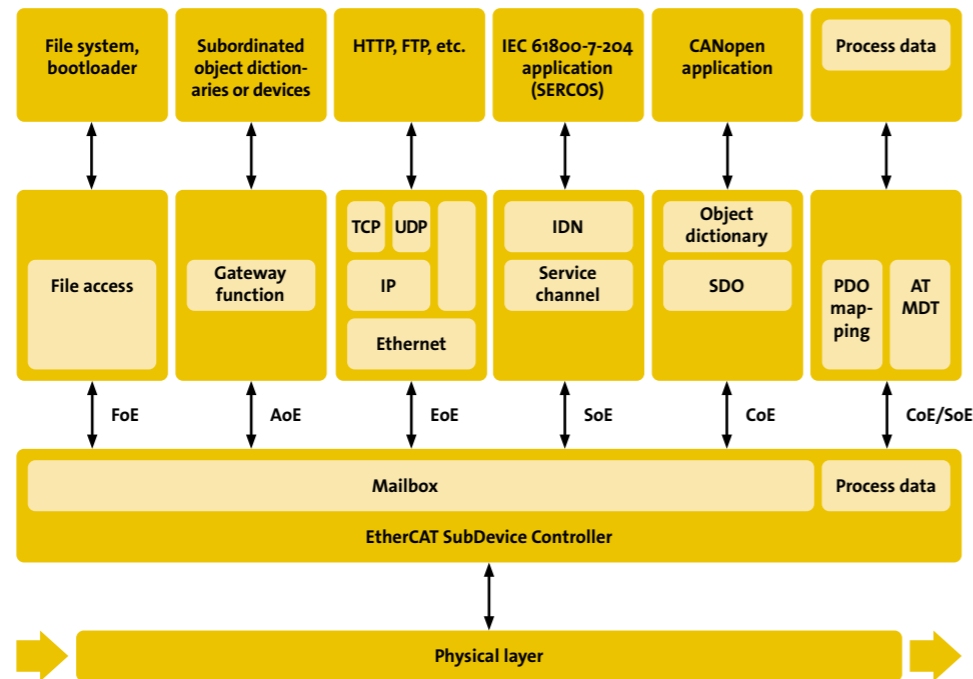 File system,
bootloader
Subordinated
object diction-
aries or devices
HTTP, FTP, etc.
IEC 61800-7-204
application
(SERCOS)
CANopen
application
Process data
File access
Gateway
function
TCP
UDP
IP
Ethernet
IDN
Service
channel
Object
dictionary
SDO
PDO
map-
ping
AT
MDT
FoE
AoE
EoE
SoE
CoE
CoE/SoE
Mailbox
Process data
EtherCAT SubDevice Controller
Physical layer